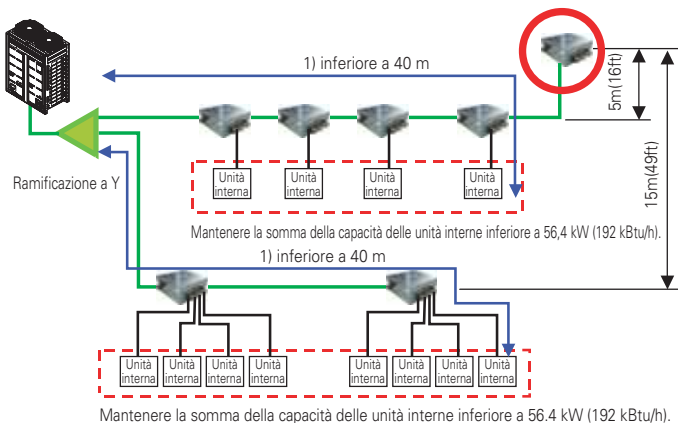 1) inferiore a 40 m
5m(16ft)
15m(49ft)
Ramificazione a Y
Unità interna
Unità interna
Unità interna
Unità interna
Mantenere la somma della capacità delle unità interne inferiore a 56,4 kW (192 kBtu/h).
1) inferiore a 40 m
Unità interna
Unità interna
Unità interna
Unità interna
Unità interna
Unità interna
Unità interna
Unità interna
Mantenere la somma della capacità delle unità interne inferiore a 56.4 kW (192 kBtu/h).